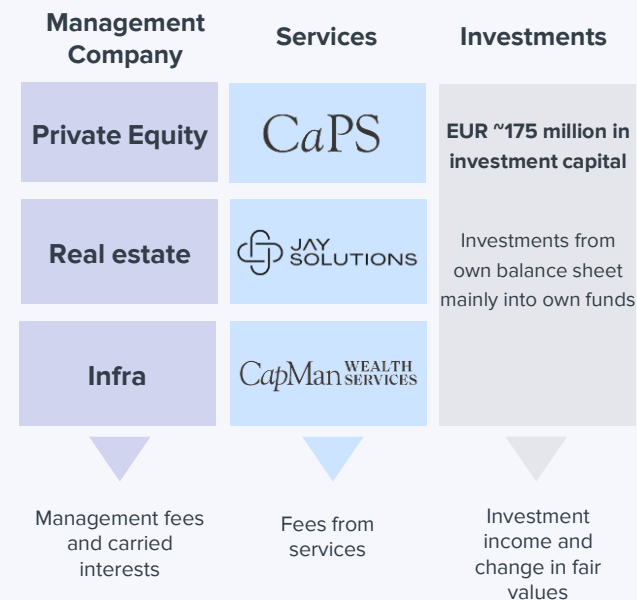 Management
Company
Private Equity
Real estate
Infra
Management fees
and carried
interests
Services
CaPS
JAY
SOLUTIONS
CapMan WEALTH
SERVICES
Fees from
services
Investments
EUR ~175 million in
investment capital
Investments from
own balance sheet
mainly into own funds
Investment
income and
change in fair
values